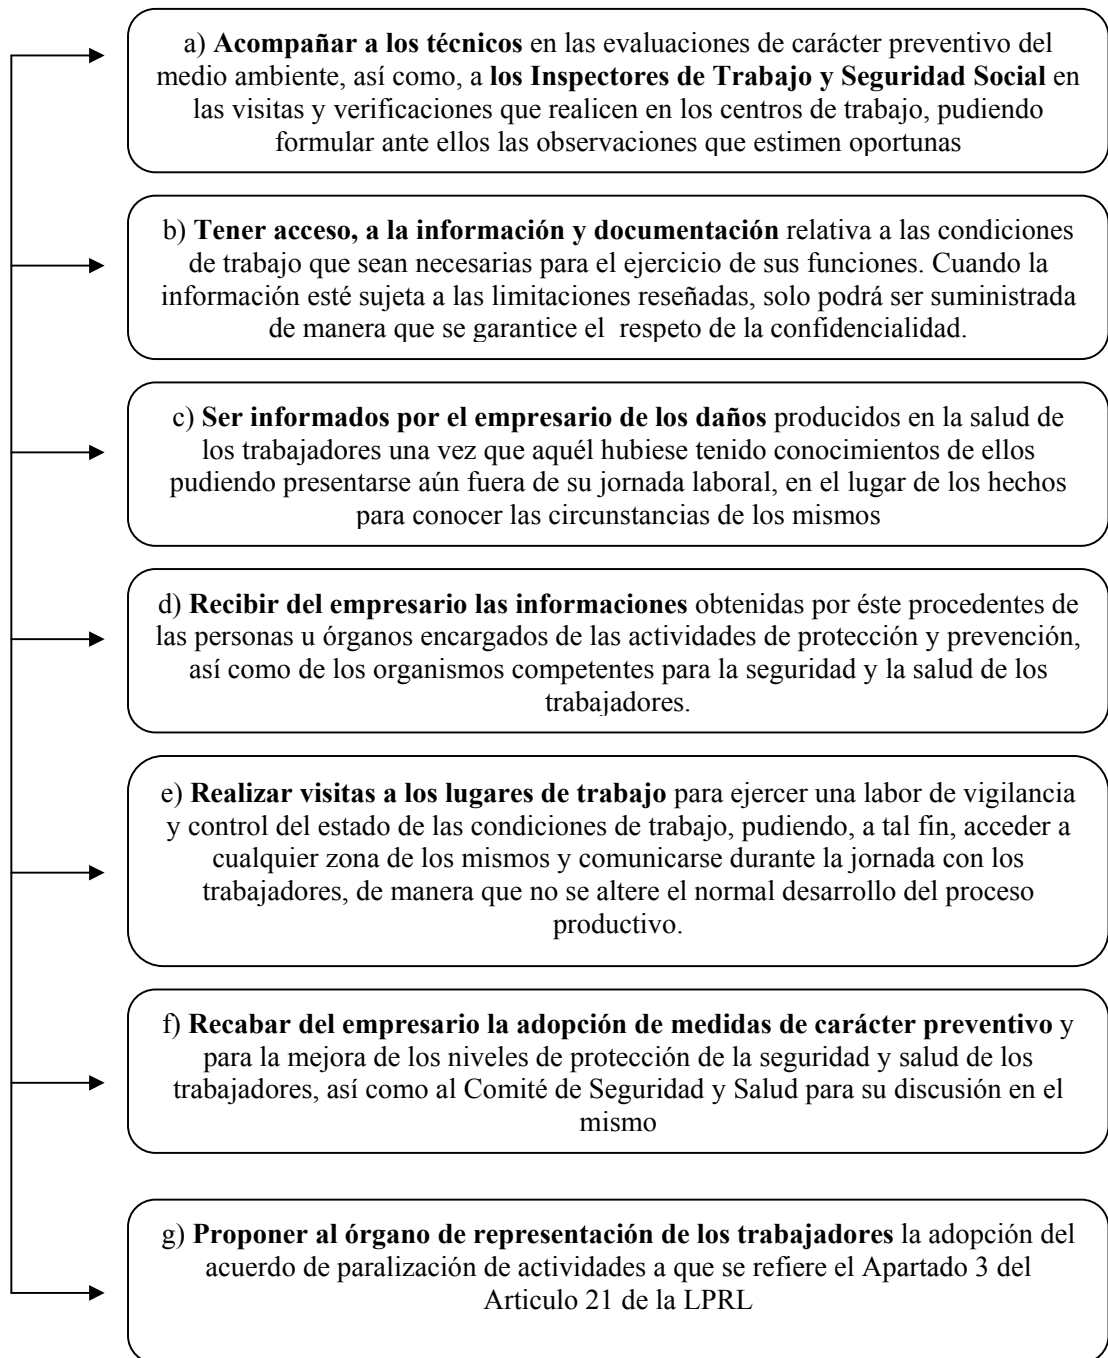 a) Acompañar a los técnicos en las evaluaciones de carácter preventivo del
medio ambiente, así como, a los Inspectores de Trabajo y Seguridad Social en
las visitas y verificaciones que realicen en los centros de trabajo, pudiendo
formular ante ellos las observaciones que estimen oportunas
b) Tener acceso, a la información y documentación relativa a las condiciones
de trabajo que sean necesarias para el ejercicio de sus funciones. Cuando la
información esté sujeta a las limitaciones reseñadas, solo podrá ser suministrada
de manera que se garantice el respeto de la confidencialidad.
c) Ser informados por el empresario de los daños producidos en la salud de
los trabajadores una vez que aquél hubiese tenido conocimientos de ellos
pudiendo presentarse aún fuera de su jornada laboral, en el lugar de los hechos
para conocer las circunstancias de los mismos
d) Recibir del empresario las informaciones obtenidas por éste procedentes de
las personas u órganos encargados de las actividades de protección y prevención,
así como de los organismos competentes para la seguridad y la salud de los
trabajadores.
e) Realizar visitas a los lugares de trabajo para ejercer una labor de vigilancia
y control del estado de las condiciones de trabajo, pudiendo, a tal fin, acceder a
cualquier zona de los mismos y comunicarse durante la jornada con los
trabajadores, de manera que no se altere el normal desarrollo del proceso
productivo.
f) Recabar del empresario la adopción de medidas de carácter preventivo y
para la mejora de los niveles de protección de la seguridad y salud de los
trabajadores, así como al Comité de Seguridad y Salud para su discusión en el
mismo
g) Proponer al órgano de representación de los trabajadores la adopción del
acuerdo de paralización de actividades a que se refiere el Apartado 3 del
Articulo 21 de la LPRL